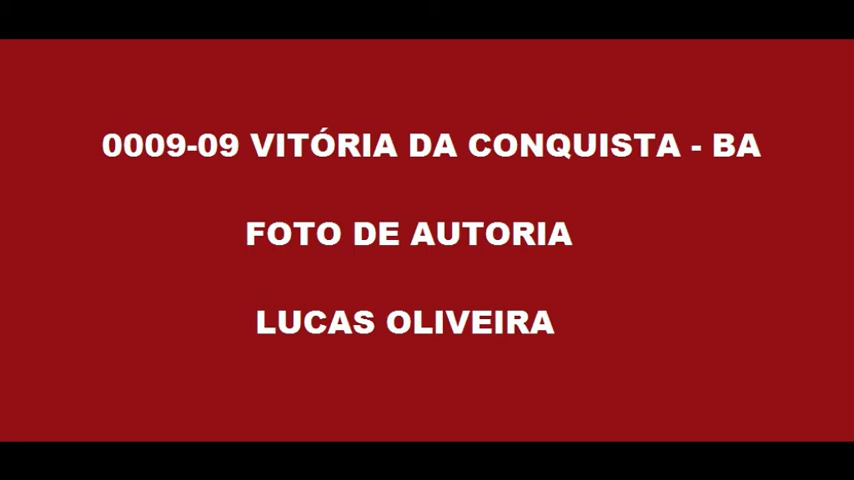 0009-09 VITÓRIA DA CONQUISTA - BA
FOTO DE AUTORIA
LUCAS OLIVEIRA